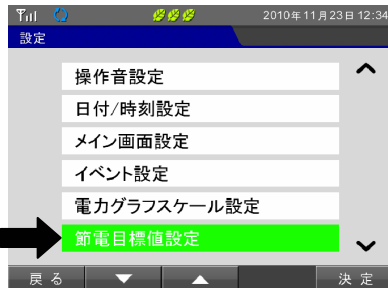 2010年11月23日 12:34
設定
操作音設定
日付/時刻設定
メイン画面設定
イベント設定
電力グラフスケール設定
節電目標値設定
戻る
決定